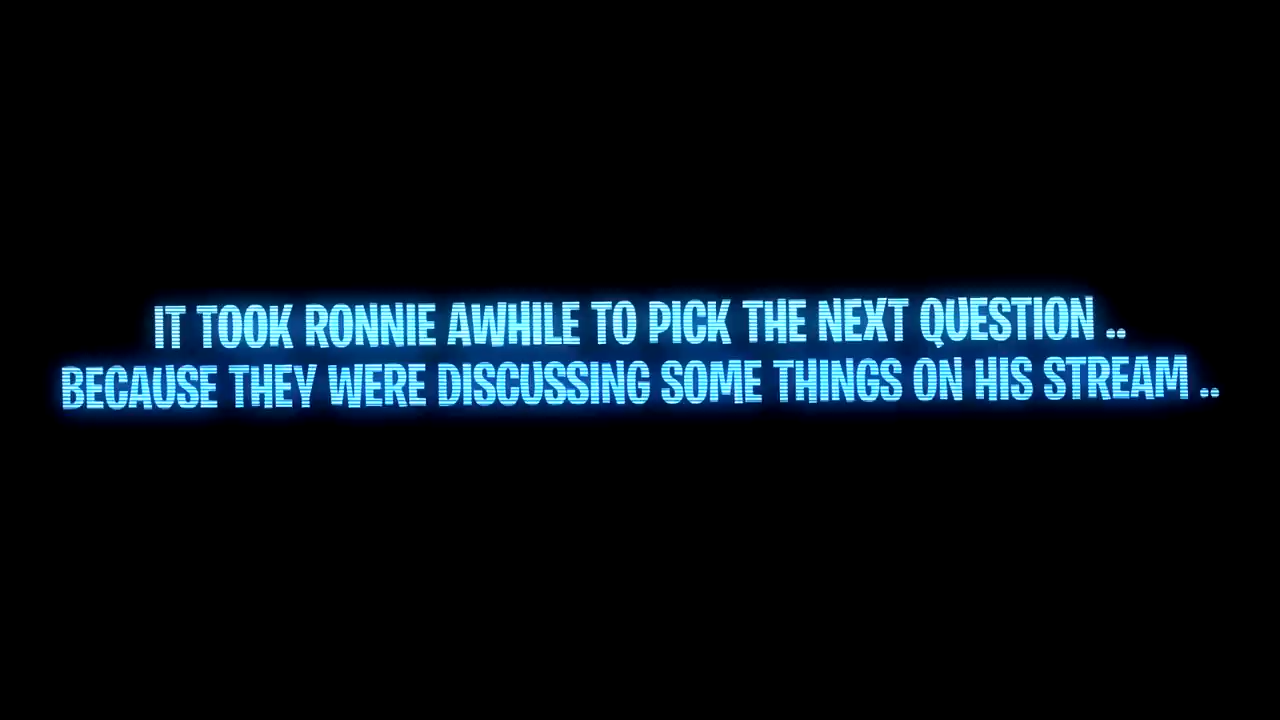 IT TOOK RONNIE AWHILE TO PICK THE NEXT QUESTION ..
BECAUSE THEY WERE DISCUSSING SOME THINGS ON HIS STREAM ..